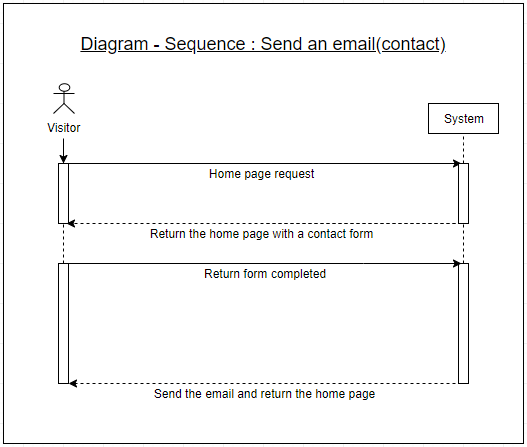 Diagram - Sequence : Send an email(contact)
Visitor
System
Home page request
Return the home page with a contact form
Return form completed
Send the email and return the home page